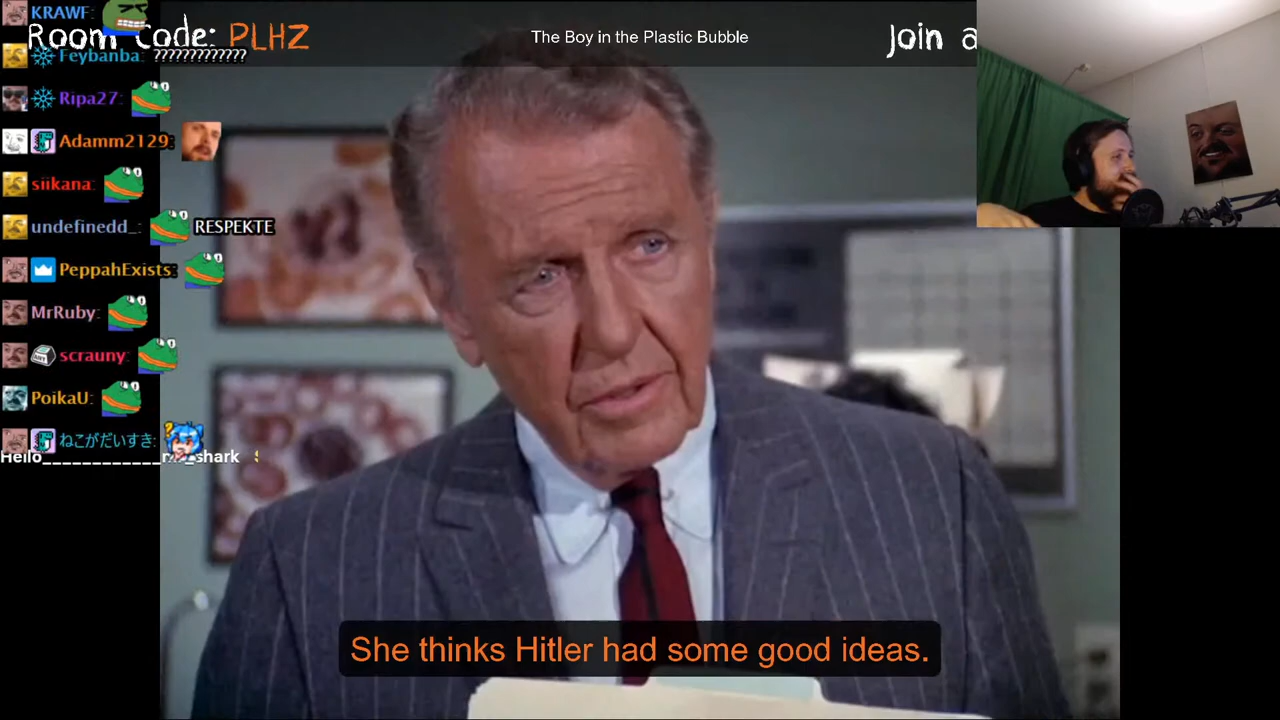 KRAWF:
Room Code: PLHZ
The Boy in the Plastic Bubble
Join a
Feybanba: ?????????????
Ripa27:
Adamm2129:
siikana:
undefinedd_: RESPEKTE
PeppahExists:
MrRuby:
scrauny:
PoikaU:
ねこがだいすき:
shark
She thinks Hitler had some good ideas.